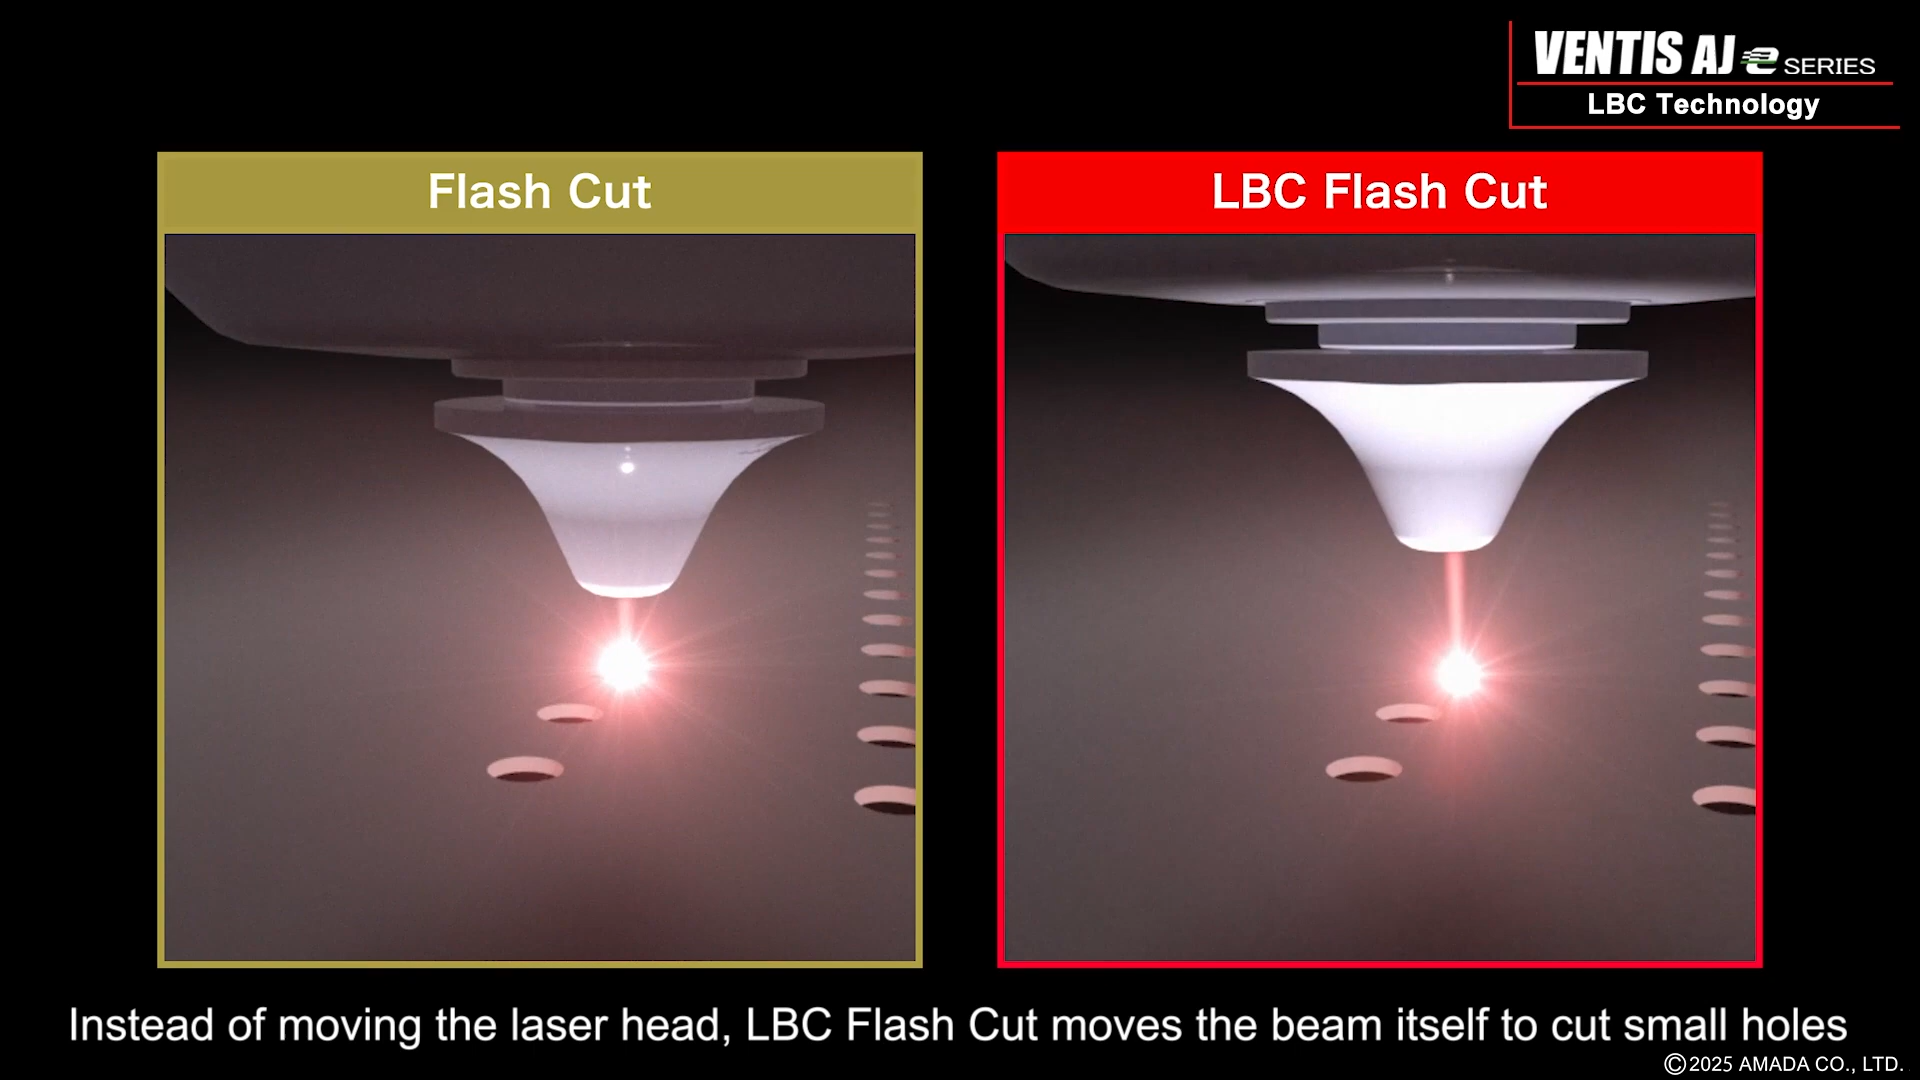 VENTIS AJ e SERIES
LBC Technology
Flash Cut
LBC Flash Cut
Instead of moving the laser head, LBC Flash Cut moves the beam itself to cut small holes
©2025 AMADA CO., LTD.